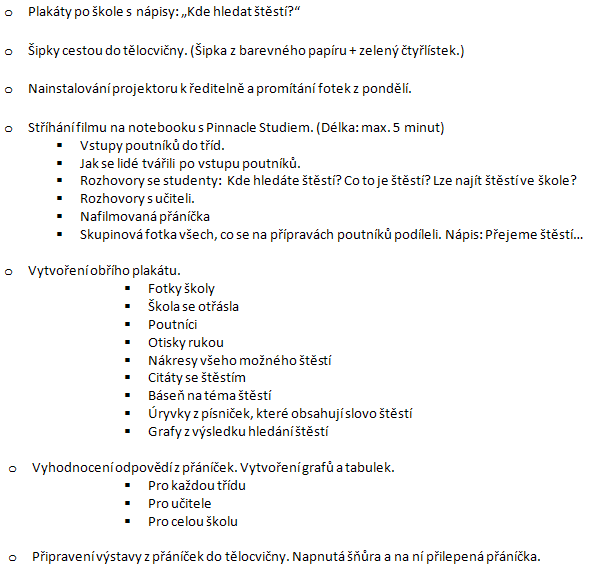 o Plakáty po škole s nápisy: „Kde hledat štěstí?“
o Šipky cestou do tělocvičny. (Šipka z barevného papíru + zelený čtyřlístek.)
o Nainstalování projektoru k ředitelně a promítání fotek z pondělí.
o Stříhání filmu na notebooku s Pinnacle Studiem. (Délka: max. 5 minut)
▪ Vstupy poutníků do tříd.
▪ Jak se lidé tvářili po vstupu poutníků.
▪ Rozhovory se studenty: Kde hledáte štěstí? Co to je štěstí? Lze najít štěstí ve škole?
▪ Rozhovory s učiteli.
▪ Nafilmovaná přáníčka
▪ Skupinová fotka všech, co se na přípravách poutníků podíleli. Nápis: Přejeme štěstí…
o Vytvoření obřího plakátu.
▪ Fotky školy
▪ Škola se otřásla
▪ Poutníci
▪ Otisky rukou
▪ Nákresy všeho možného štěstí
▪ Citáty se štěstím
▪ Báseň na téma štěstí
▪ Úryvky z písniček, které obsahují slovo štěstí
▪ Grafy z výsledku hledání štěstí
o Vyhodnocení odpovědí z přáníček. Vytvoření grafů a tabulek.
▪ Pro každou třídu
▪ Pro učitele
▪ Pro celou školu
o Připravení výstavy z přáníček do tělocvičny. Napnutá šňůra a na ní přilepená přáníčka.